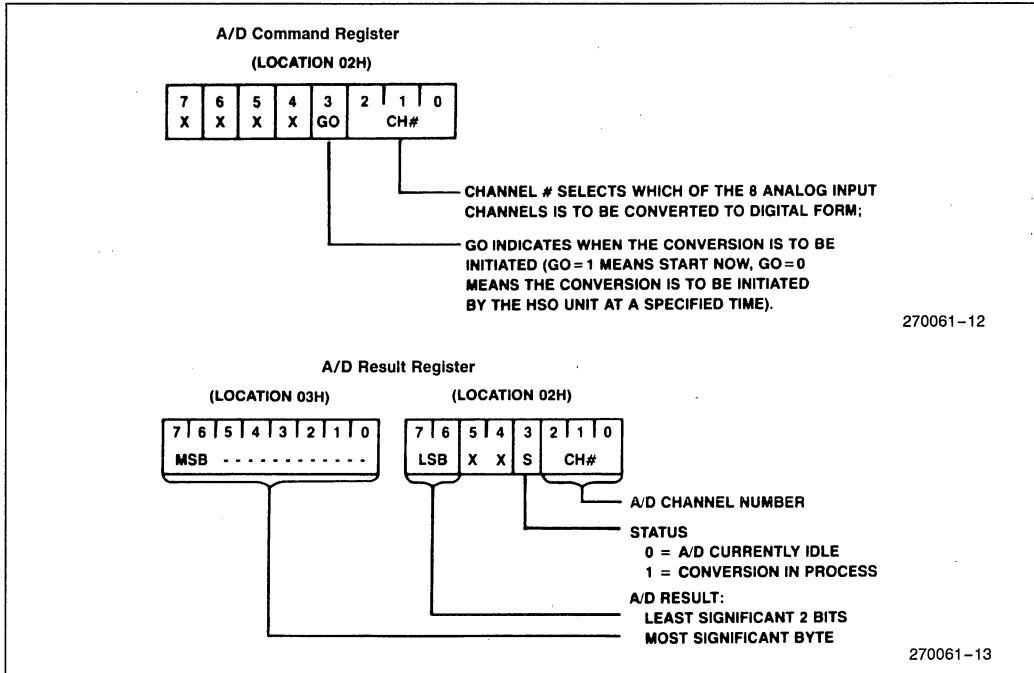 A/D Command Register
(LOCATION 02H)
7 6 5 4 3 2 1 0
X X X X GO CH#
CHANNEL # SELECTS WHICH OF THE 8 ANALOG INPUT
CHANNELS IS TO BE CONVERTED TO DIGITAL FORM;
GO INDICATES WHEN THE CONVERSION IS TO BE
INITIATED (GO=1 MEANS START NOW, GO=0
MEANS THE CONVERSION IS TO BE INITIATED
BY THE HSO UNIT AT A SPECIFIED TIME).
270061-12
A/D Result Register
(LOCATION 03H) (LOCATION 02H)
7 6 5 4 3 2 1 0 7 6 5 4 3 2 1 0
MSB - - - - - - - - - - - - LSB X X S CH#
A/D CHANNEL NUMBER
STATUS
0 = A/D CURRENTLY IDLE
1 = CONVERSION IN PROCESS
A/D RESULT:
LEAST SIGNIFICANT 2 BITS
MOST SIGNIFICANT BYTE
270061-13